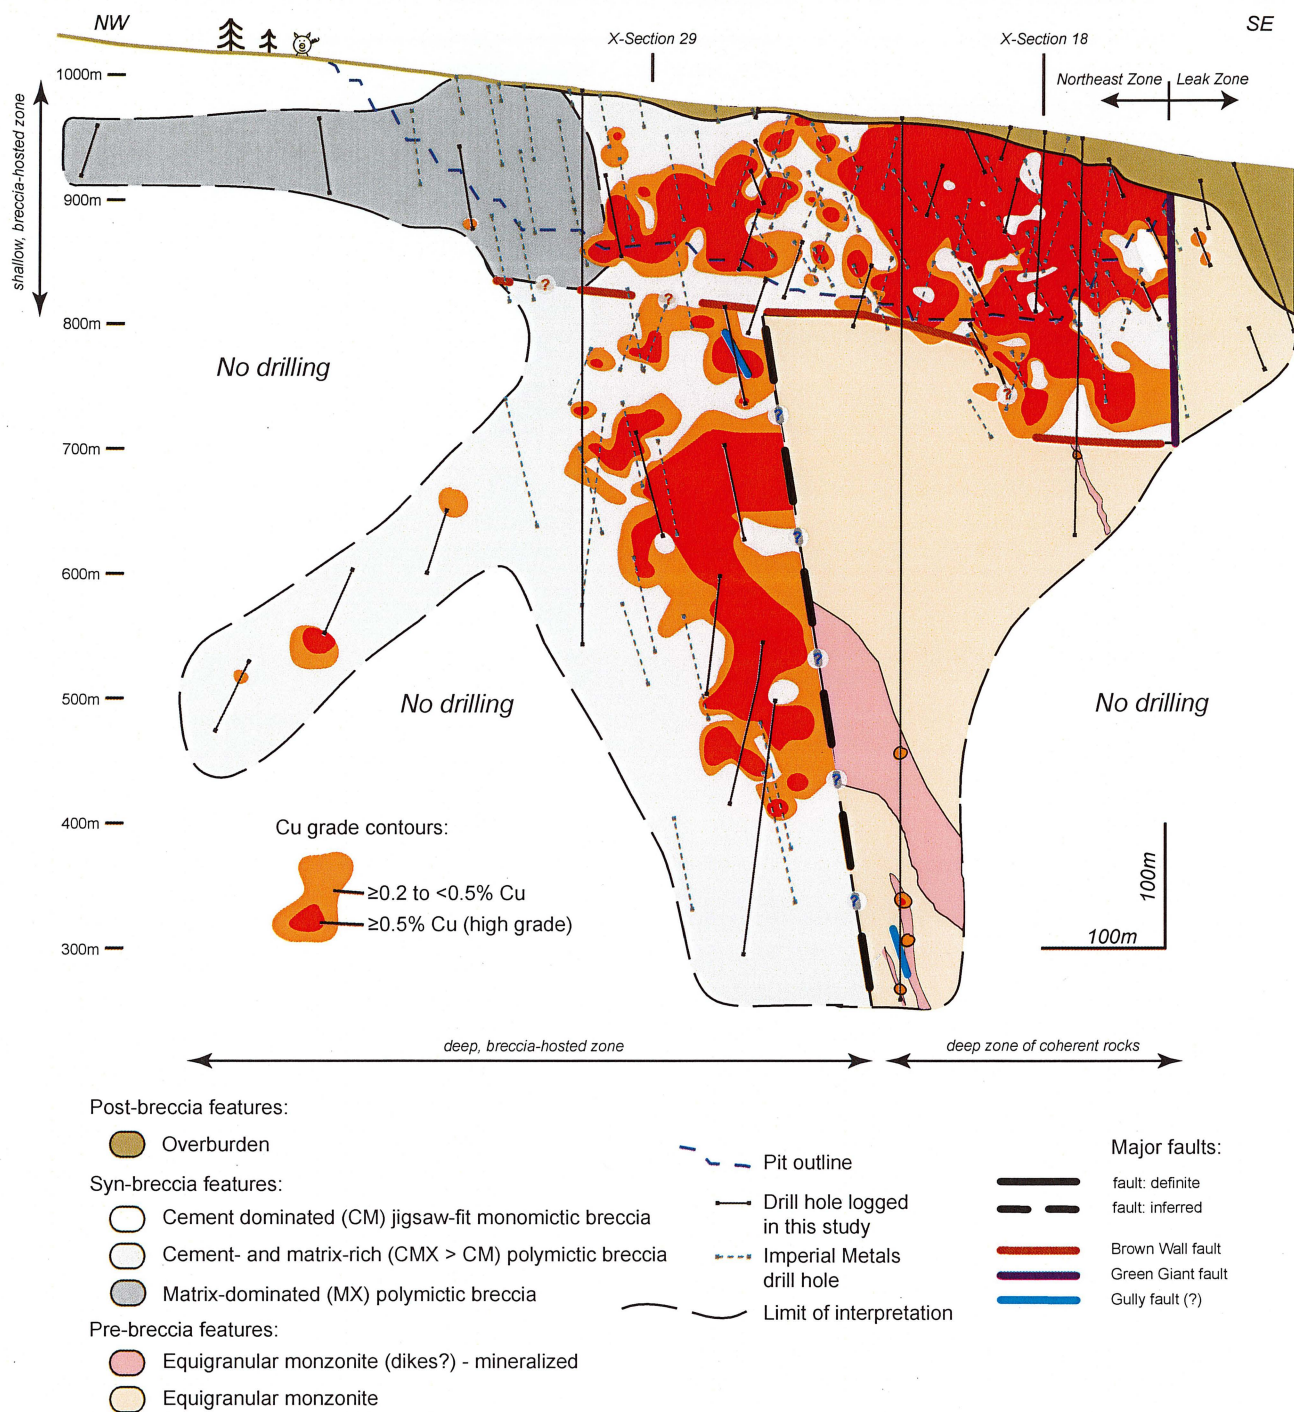 NW
SE
X-Section 29
X-Section 18
Northeast Zone
Leak Zone
1000m
900m
800m
700m
600m
500m
400m
300m
shallow, breccia-hosted zone
?
?
?
?
?
?
?
?
No drilling
No drilling
No drilling
Cu grade contours:
≥0.2 to <0.5% Cu
≥0.5% Cu (high grade)
100m
100m
deep, breccia-hosted zone
deep zone of coherent rocks
Post-breccia features:
Overburden
Syn-breccia features:
Cement dominated (CM) jigsaw-fit monomictic breccia
Cement- and matrix-rich (CMX > CM) polymictic breccia
Matrix-dominated (MX) polymictic breccia
Pre-breccia features:
Equigranular monzonite (dikes?) - mineralized
Equigranular monzonite
Pit outline
Drill hole logged
in this study
Imperial Metals
drill hole
Limit of interpretation
Major faults:
fault: definite
fault: inferred
Brown Wall fault
Green Giant fault
Gully fault (?)